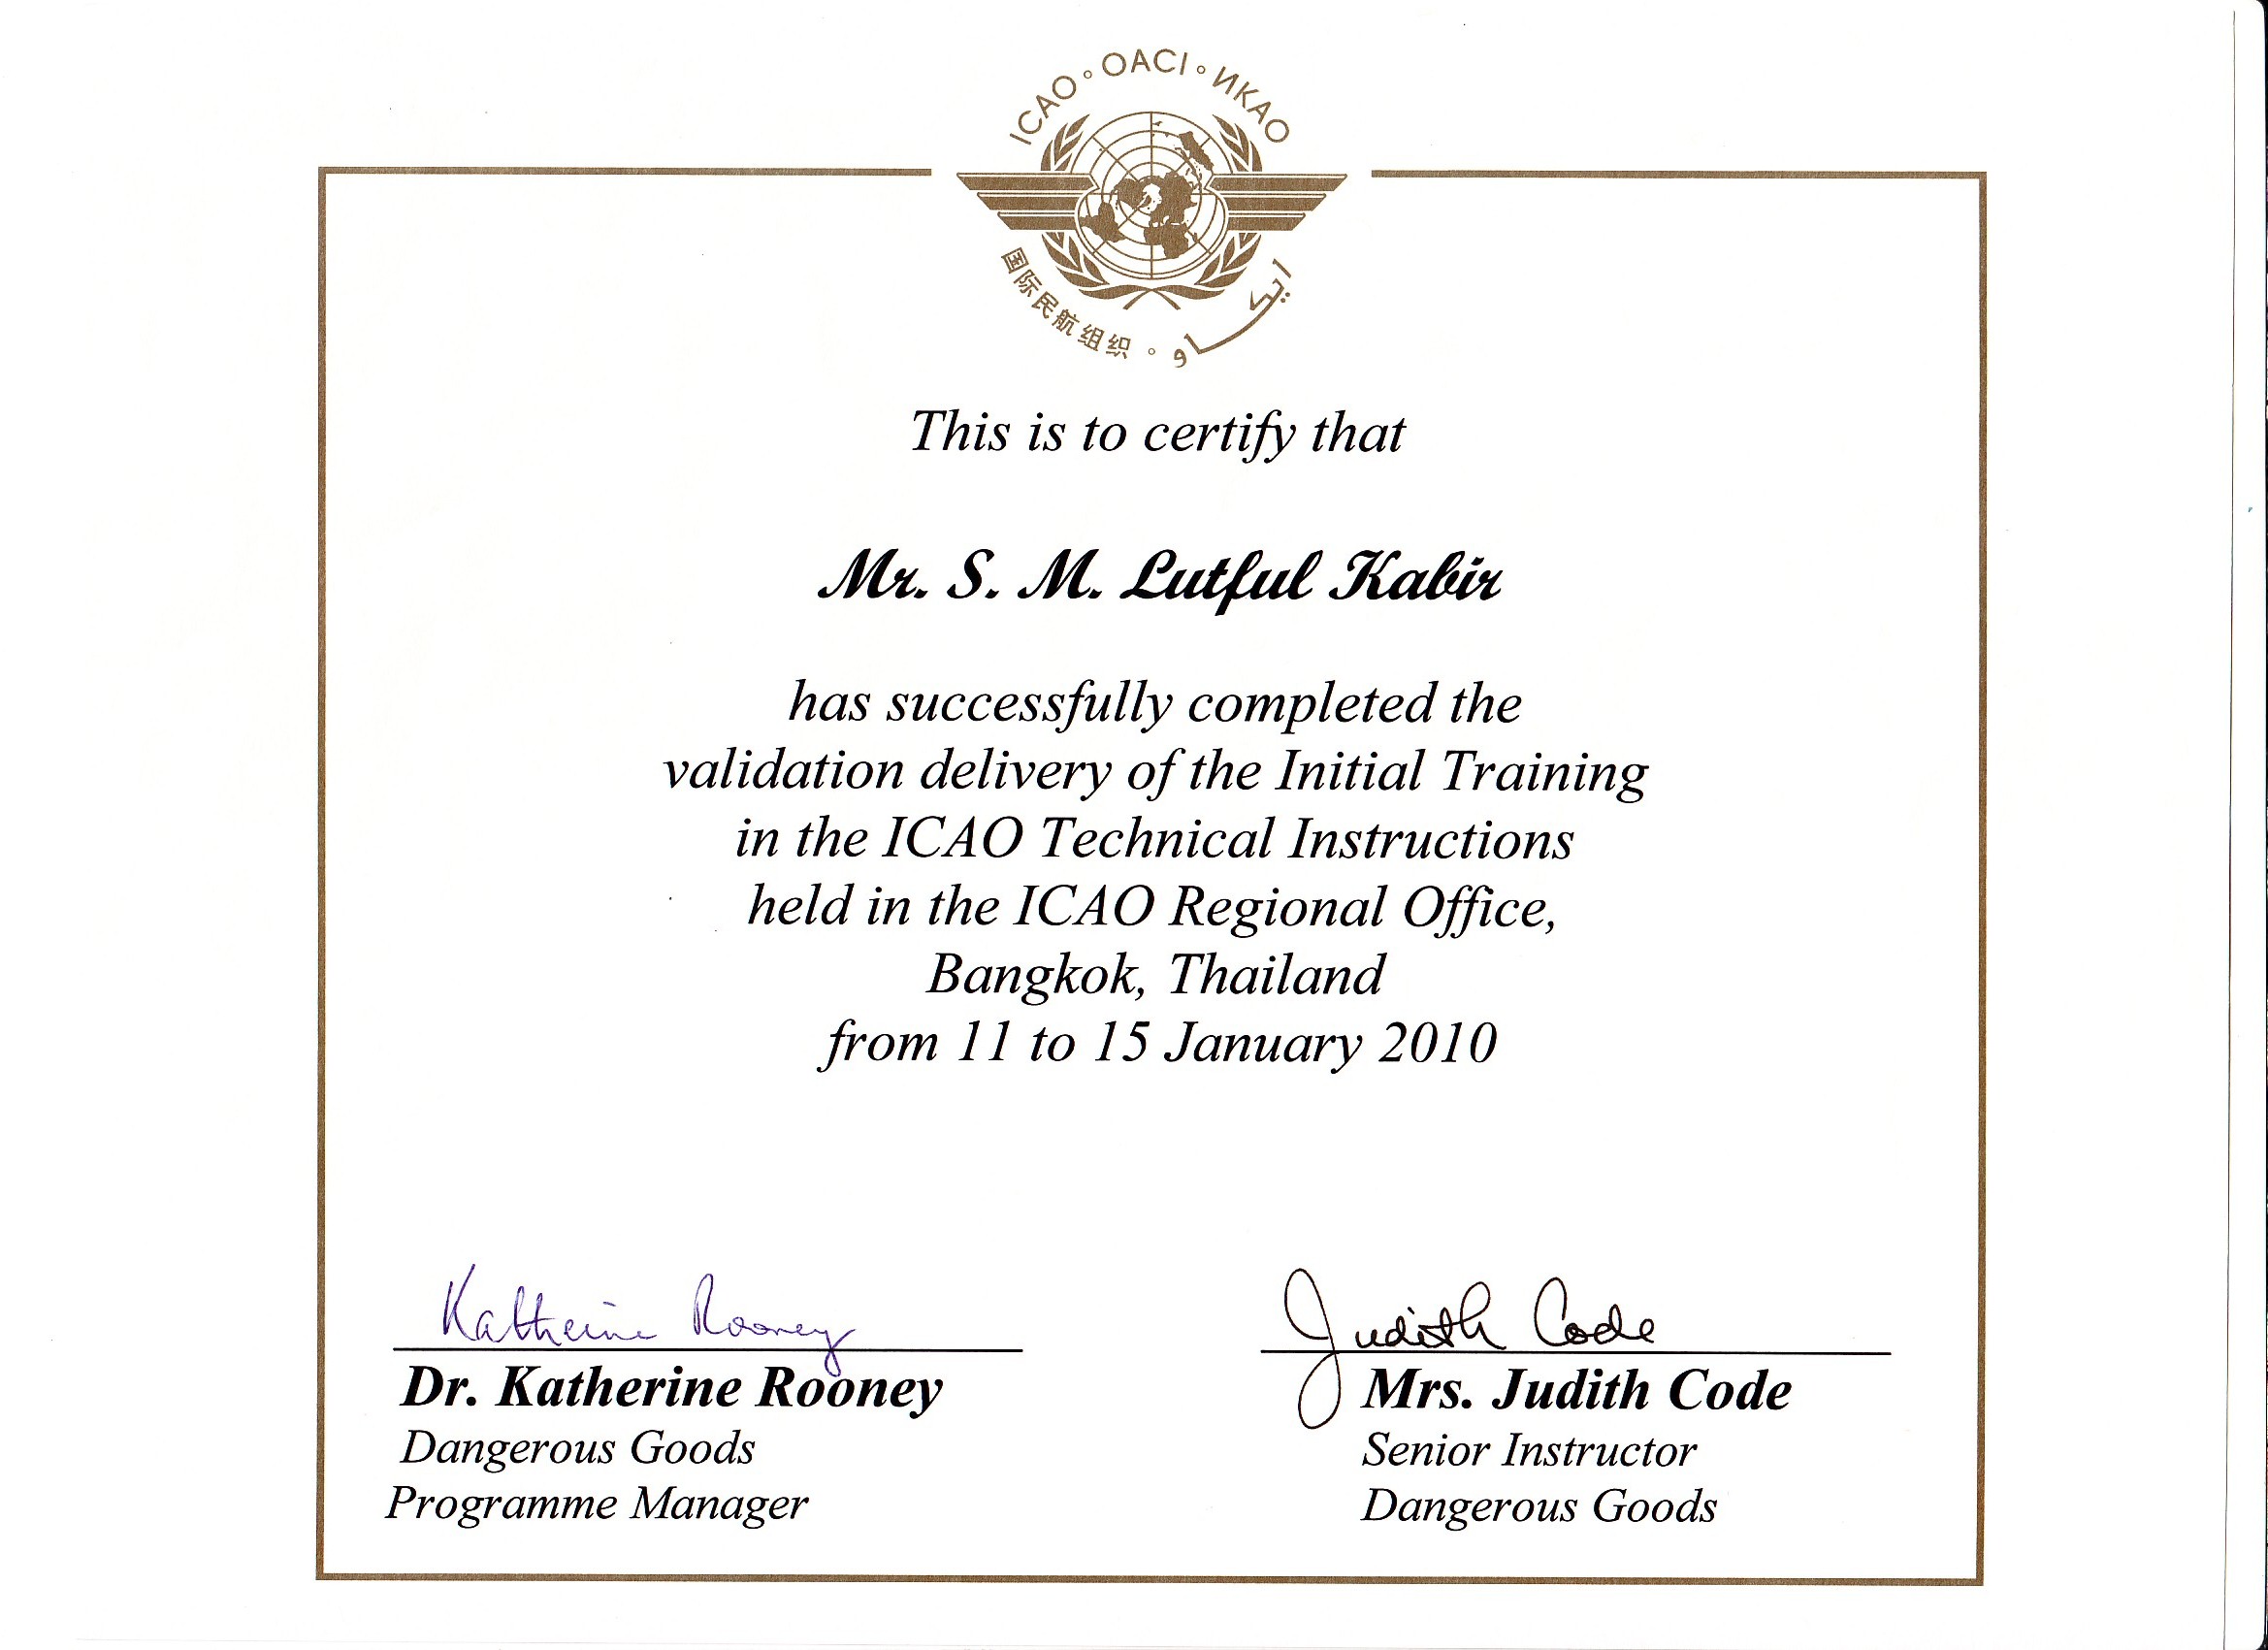 ICAO ° OACI ° ИКАО
国际民航组织 ° ايكاو
This is to certify that
Mr. S. M. Lutful Kabir
has successfully completed the
validation delivery of the Initial Training
in the ICAO Technical Instructions
held in the ICAO Regional Office,
Bangkok, Thailand
from 11 to 15 January 2010
Katherine Rooney
Dr. Katherine Rooney
Dangerous Goods
Programme Manager
Judith Code
Mrs. Judith Code
Senior Instructor
Dangerous Goods